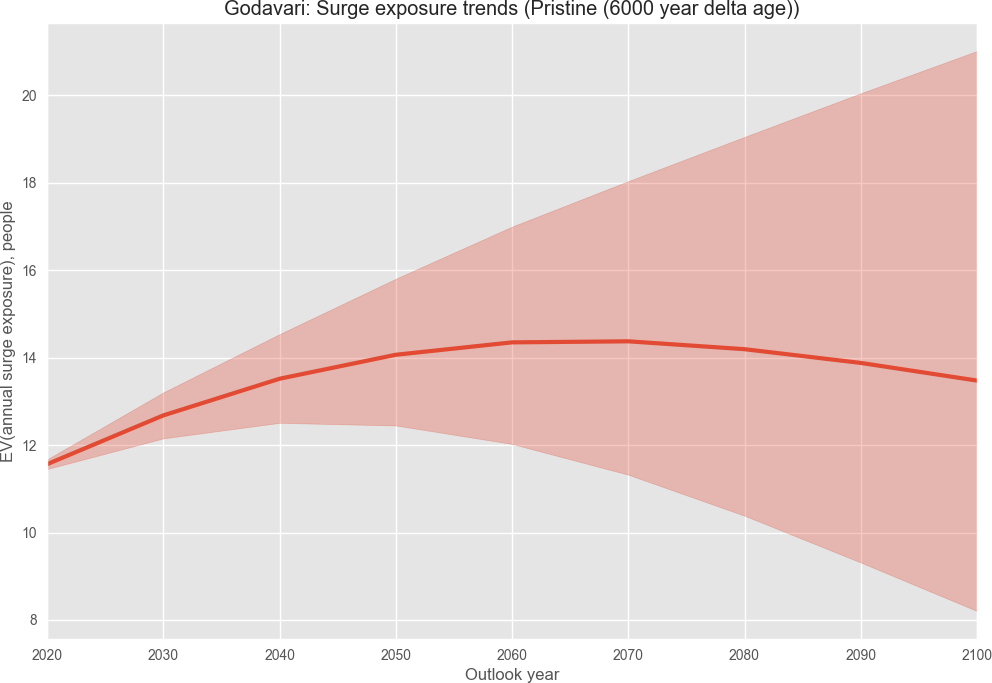 Godavari: Surge exposure trends (Pristine (6000 year delta age))
EV(annual surge exposure), people
20
18
16
14
12
10
8
2020 2030 2040 2050 2060 2070 2080 2090 2100
Outlook year